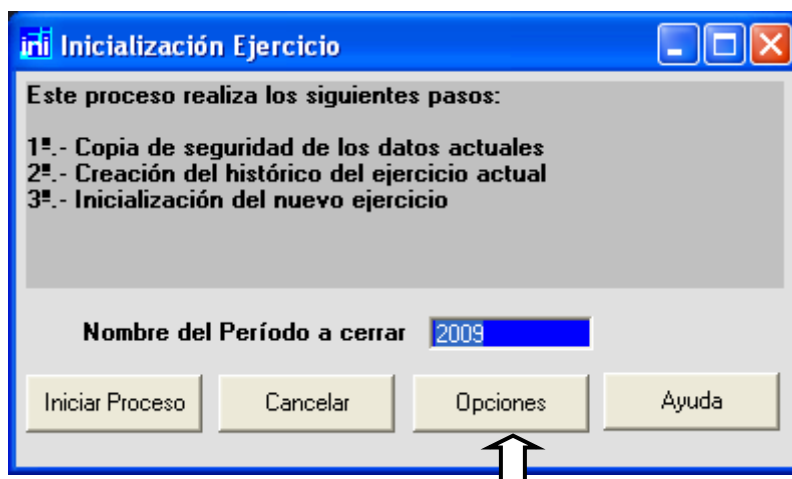 ini Inicialización Ejercicio
Este proceso realiza los siguientes pasos:
1º.- Copia de seguridad de los datos actuales
2º.- Creación del histórico del ejercicio actual
3º.- Inicialización del nuevo ejercicio
Nombre del Período a cerrar 2009
Iniciar Proceso Cancelar Opciones Ayuda